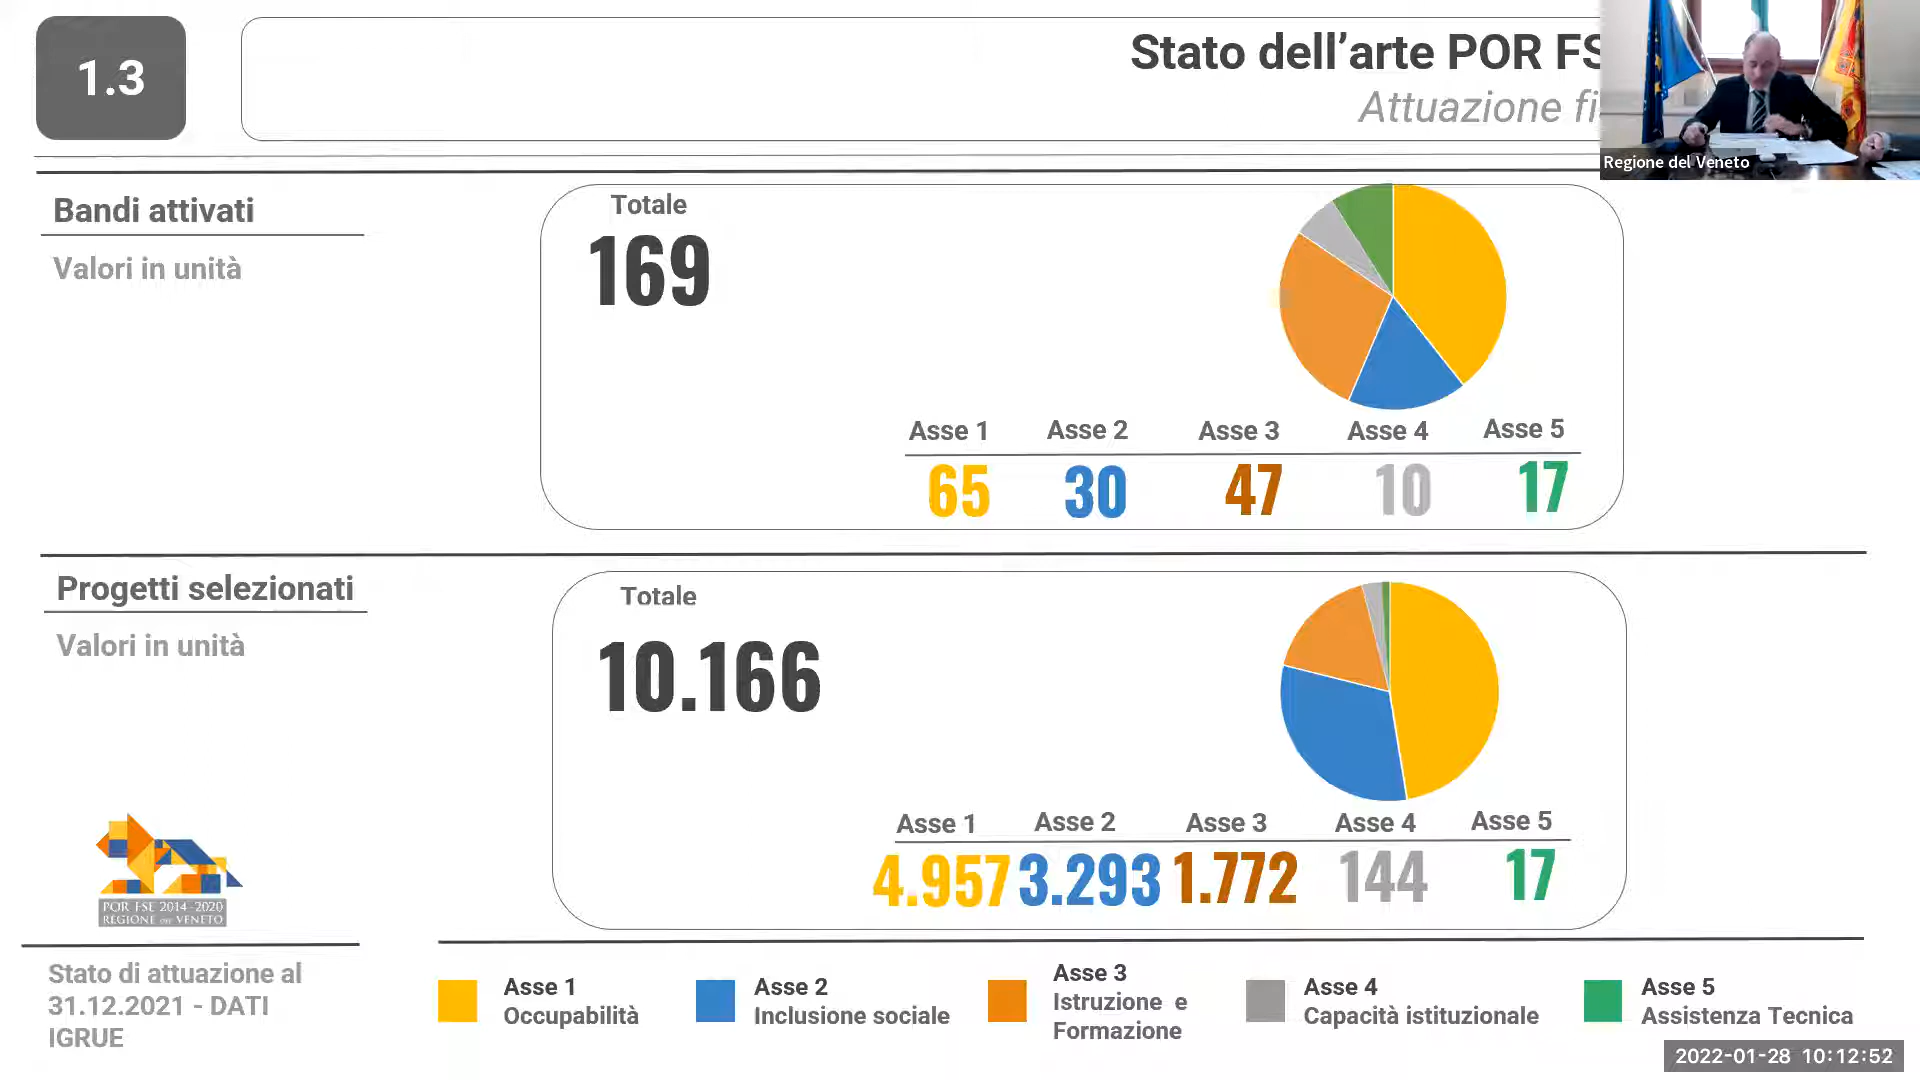 1.3
Stato dell'arte POR FS
Attuazione fi
Regione del Veneto
Bandi attivati
Valori in unità
Totale
169
Asse 1 Asse 2 Asse 3 Asse 4 Asse 5
65 30 47 10 17
Progetti selezionati
Valori in unità
Totale
10.166
Asse 1 Asse 2 Asse 3 Asse 4 Asse 5
4.957 3.293 1.772 144 17
POR FSE 2014-2020
REGIONE DEL VENETO
Stato di attuazione al
31.12.2021 - DATI
IGRUE
Asse 1
Occupabilità
Asse 2
Inclusione sociale
Asse 3
Istruzione e
Formazione
Asse 4
Capacità istituzionale
Asse 5
Assistenza Tecnica
2022-01-28 10:12:52